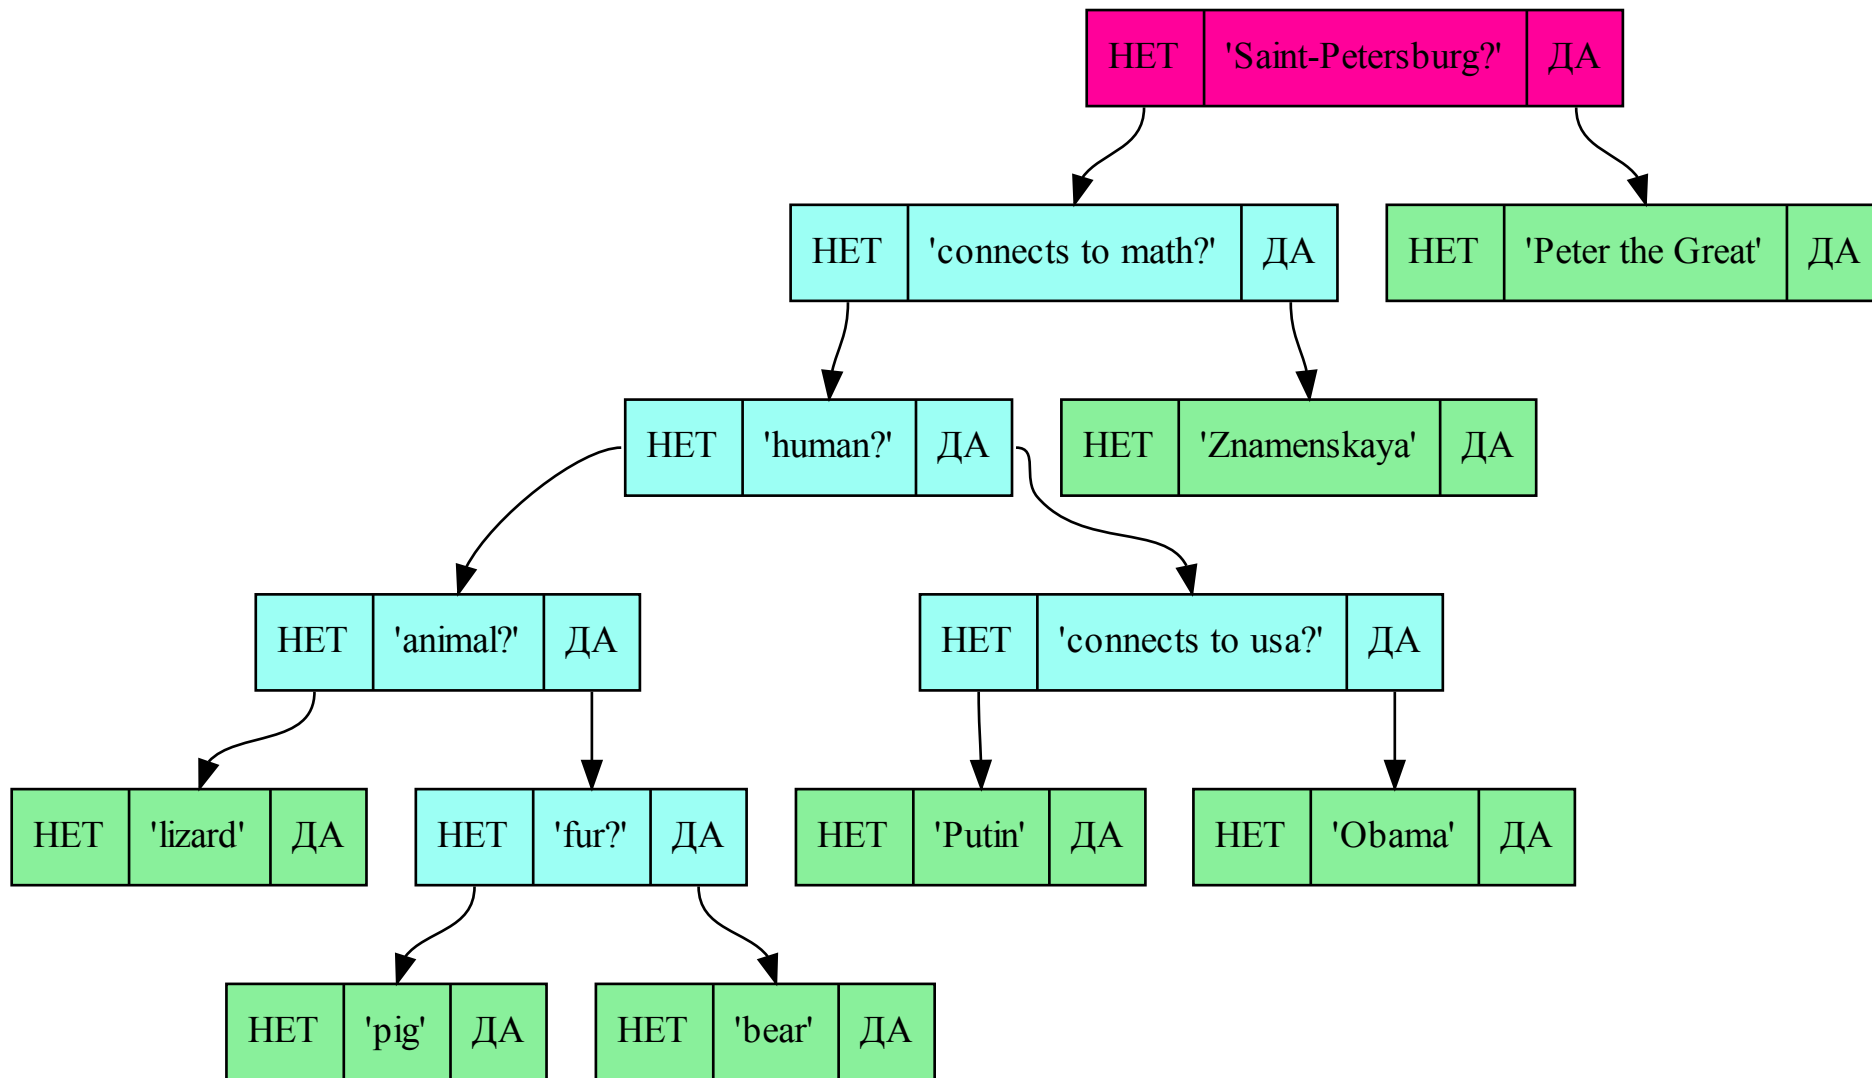 НЕТ 'Saint-Petersburg?' ДА
НЕТ 'connects to math?' ДА
НЕТ 'Peter the Great' ДА
НЕТ 'human?' ДА
НЕТ 'Znamenskaya' ДА
НЕТ 'animal?' ДА
НЕТ 'connects to usa?' ДА
НЕТ 'lizard' ДА
НЕТ 'fur?' ДА
НЕТ 'Putin' ДА
НЕТ 'Obama' ДА
НЕТ 'pig' ДА
НЕТ 'bear' ДА